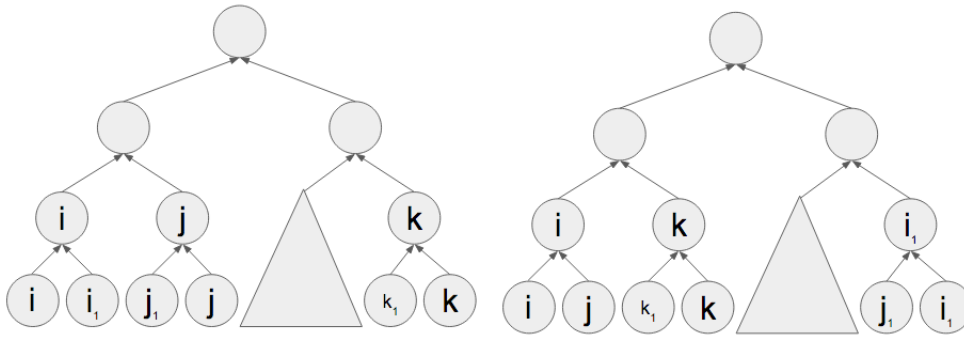 i j k i k i₁
i i₁ j₁ j k₁ k i j k₁ k j₁ i₁